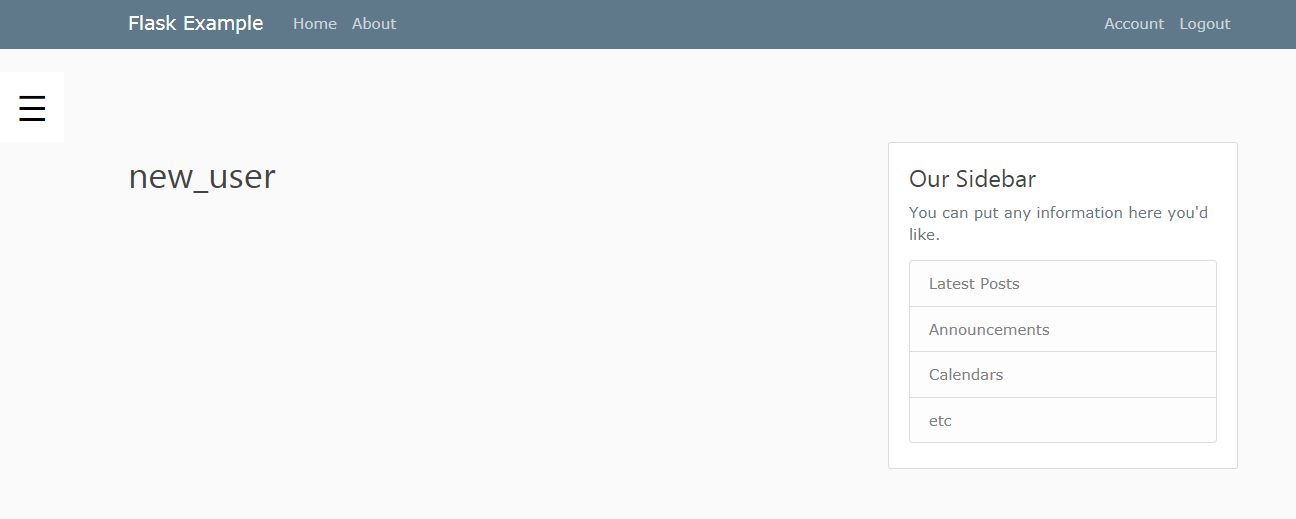 Flask Example Home About Account Logout
☰
new_user
Our Sidebar
You can put any information here you'd
like.
Latest Posts
Announcements
Calendars
etc